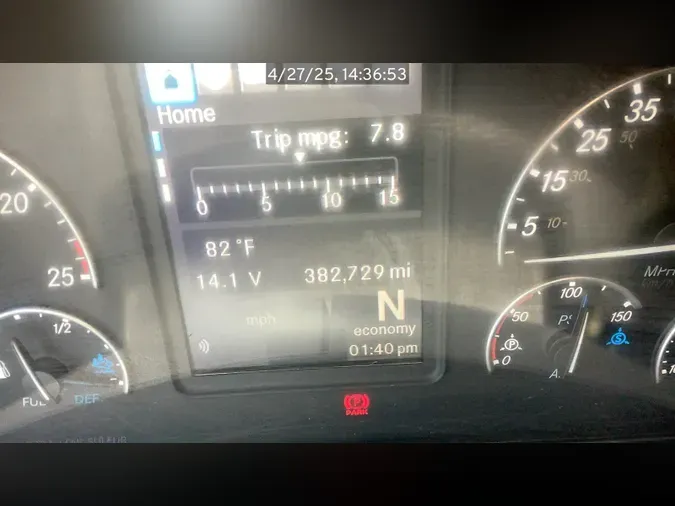 4/27/25, 14:36:53
Home
Trip mpg: 7.8
0 5 10 15
82 °F
14.1 V 382,729 mi
N
mph
economy
01:40 pm
20
25
1/2
DEF
PARK
5 15 25 35
10 30 50
0 50 100 150
P
S